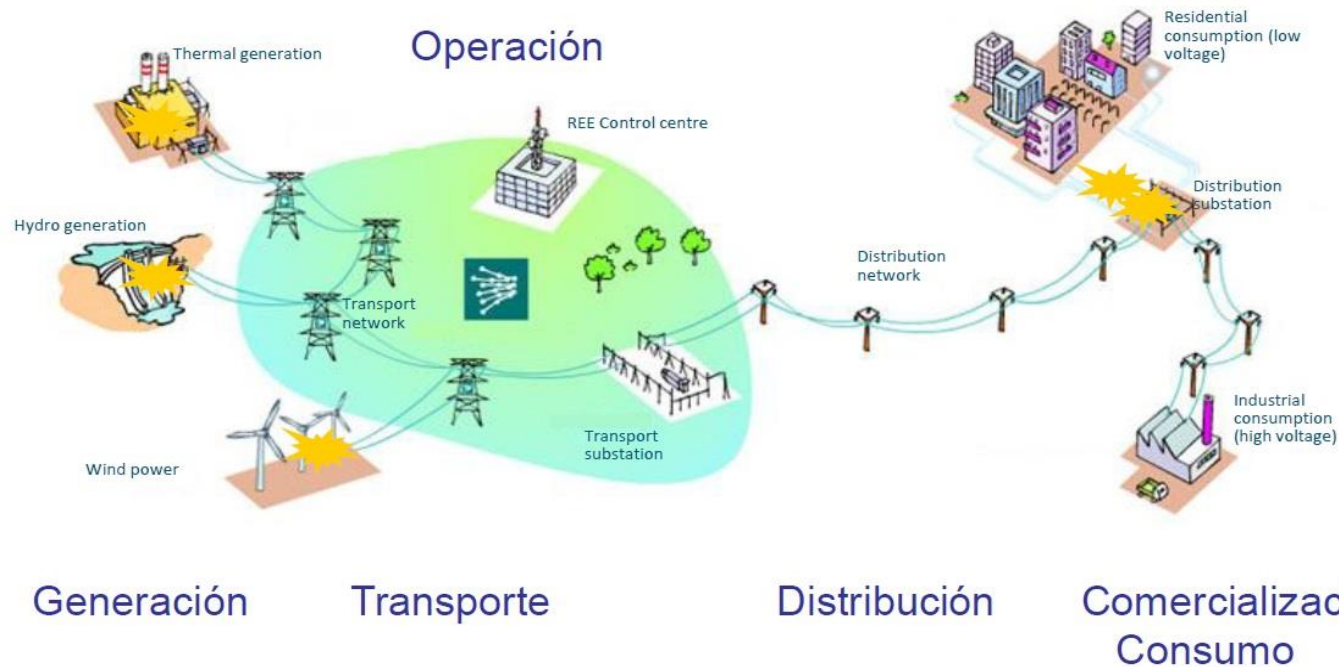 Operación
Thermal generation
REE Control centre
Residential
consumption (low
voltage)
Hydro generation
Distribution
substation
Distribution
network
Transport
network
Industrial
consumption
(high voltage)
Transport
substation
Wind power
Generación
Transporte
Distribución
Comercializac
Consumo